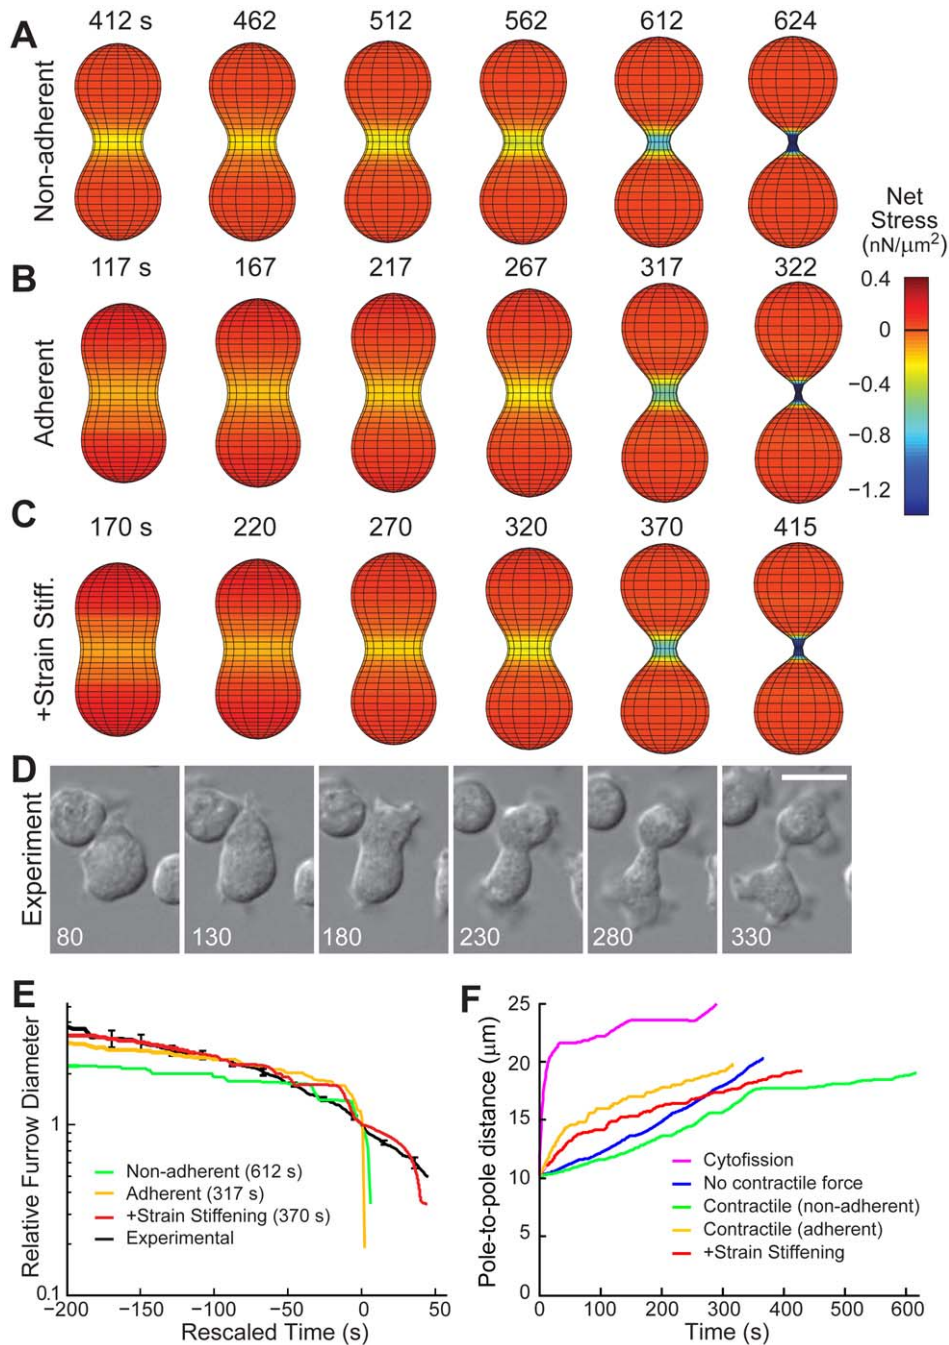 A
Non-adherent
412 s 462 512 562 612 624
B
Adherent
117 s 167 217 267 317 322
C
+Strain Stiff.
170 s 220 270 320 370 415
Net
Stress
(nN/μm²)
0.4
0
−0.4
−0.8
−1.2
D
Experiment
80 130 180 230 280 330
E
Relative Furrow Diameter
1
0.1
Non-adherent (612 s)
Adherent (317 s)
+Strain Stiffening (370 s)
Experimental
−200 −150 −100 −50 0 50
Rescaled Time (s)
F
Pole-to-pole distance (μm)
25
20
15
10
5
0
Cytofission
No contractile force
Contractile (non-adherent)
Contractile (adherent)
+Strain Stiffening
0 100 200 300 400 500 600
Time (s)